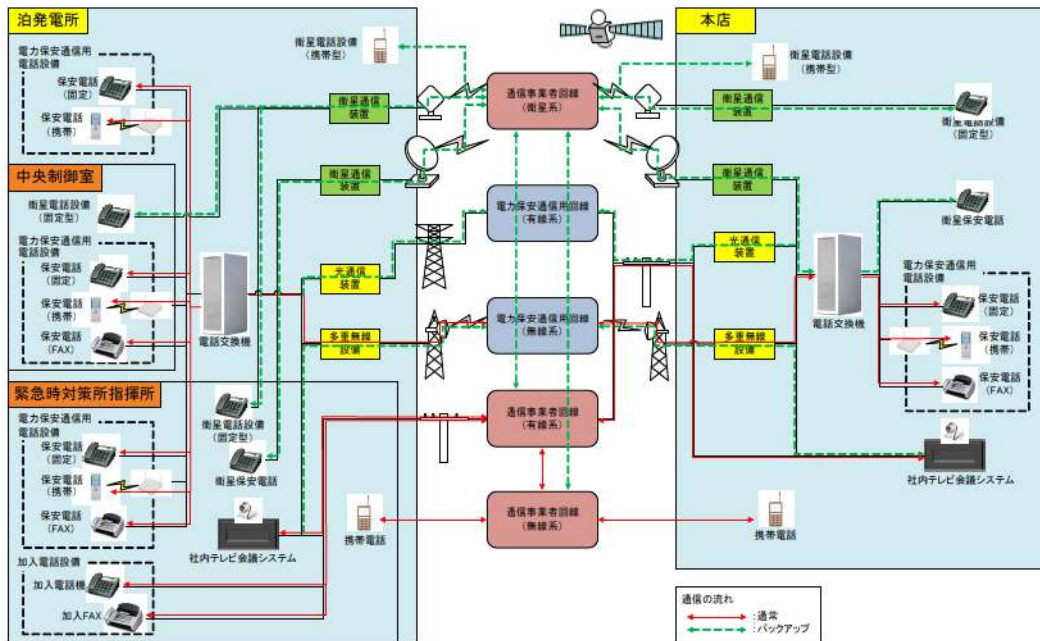 泊発電所
電力保安通信用
電話設備
保安電話
(固定)
保安電話
(携帯)
中央制御室
衛星電話設備
(固定型)
電力保安通信用
電話設備
保安電話
(固定)
保安電話
(携帯)
保安電話
(FAX)
電話交換機
緊急時対策所指揮所
電力保安通信用
電話設備
保安電話
(固定)
保安電話
(携帯)
保安電話
(FAX)
加入電話設備
加入電話機
加入FAX
衛星電話設備
(携帯型)
衛星通信
装置
衛星通信
装置
光通信
装置
多重無線
設備
衛星電話設備
(固定型)
衛星保安電話
社内テレビ会議システム
携帯電話
通信事業者回線
(衛星系)
電力保安通信用回線
(有線系)
電力保安通信用回線
(無線系)
通信事業者回線
(有線系)
通信事業者回線
(無線系)
本店
衛星電話設備
(携帯型)
衛星通信
装置
衛星電話設備
(固定型)
衛星通信
装置
衛星保安電話
光通信
装置
多重無線
設備
電話交換機
電力保安通信用
電話設備
保安電話
(固定)
保安電話
(携帯)
保安電話
(FAX)
社内テレビ会議システム
携帯電話
通信の流れ
:通常
:バックアップ